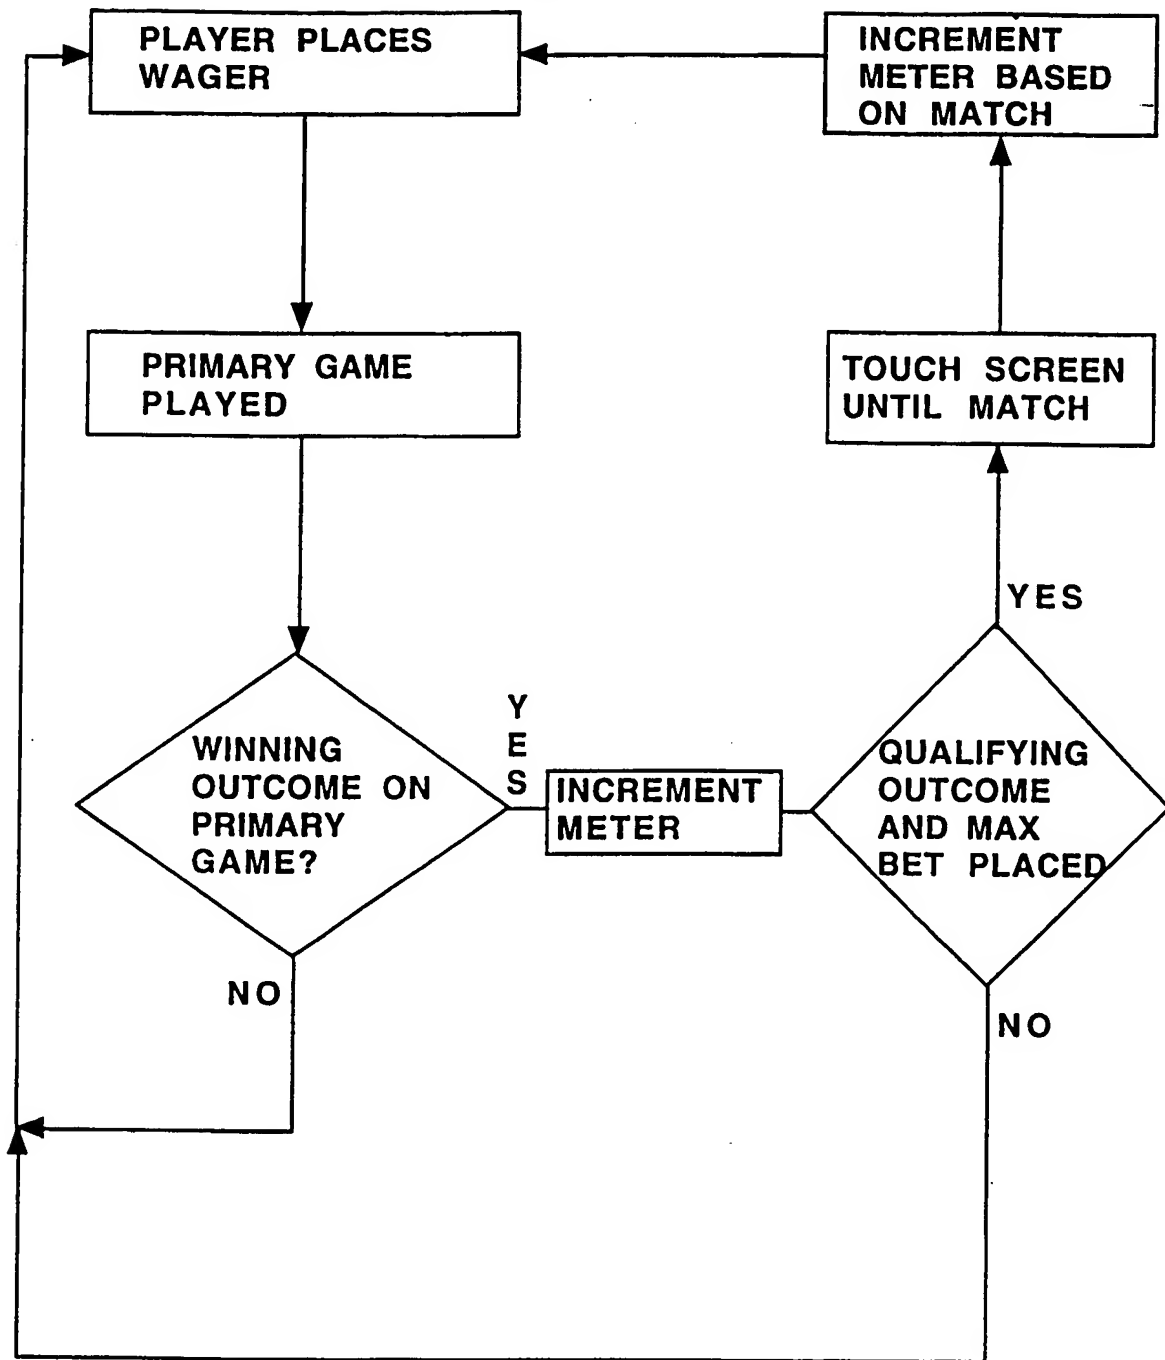 PLAYER PLACES
WAGER
INCREMENT
METER BASED
ON MATCH
PRIMARY GAME
PLAYED
TOUCH SCREEN
UNTIL MATCH
YES
WINNING
OUTCOME ON
PRIMARY
GAME?
YES
INCREMENT
METER
QUALIFYING
OUTCOME
AND MAX
BET PLACED
NO
NO